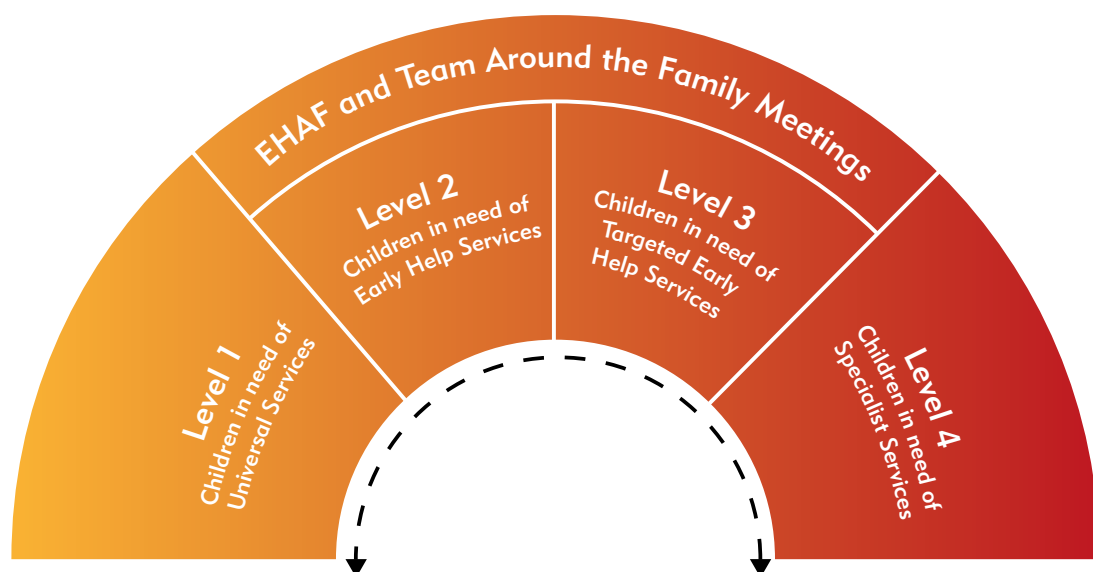 EHAF and Team Around the Family Meetings
Level 1
Children in need of
Universal Services
Level 2
Children in need of
Early Help Services
Level 3
Children in need of
Targeted Early
Help Services
Level 4
Children in need of
Specialist Services